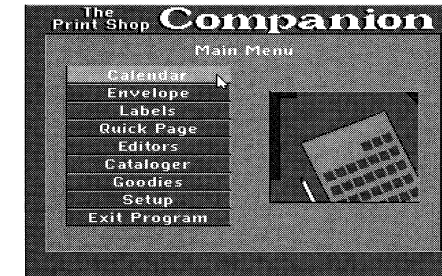 The
Print Shop Companion
Main Menu
Calendar
Envelope
Labels
Quick Page
Editors
Cataloger
Goodies
Setup
Exit Program